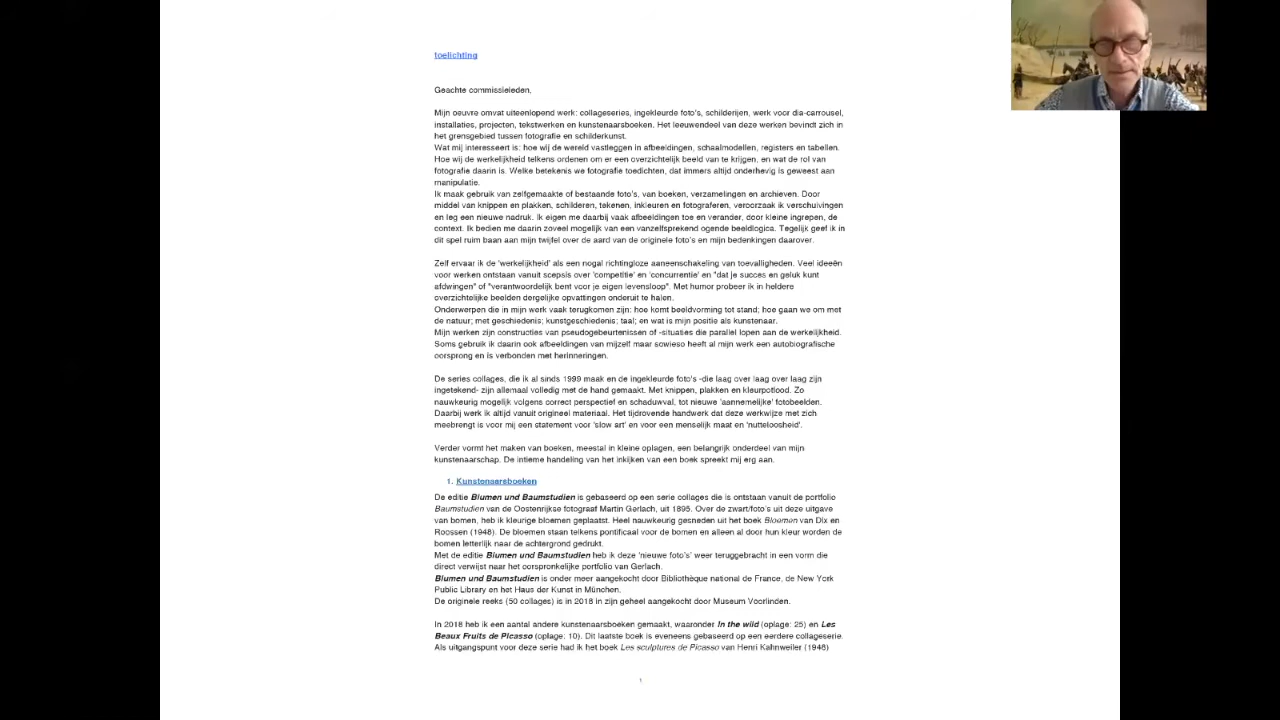 toelichting
Geachte commissieleden,
Mijn oeuvre omvat uiteenlopend werk: collageseries, ingekleurde foto's, schilderijen, werk voor dia-carrousel,
installaties, projecten, tekstwerken en kunstenaarsboeken. Het leeuwendeel van deze werken bevindt zich in
het grensgebied tussen fotografie en schilderkunst.
Wat mij interesseert is: hoe wij de wereld vastleggen in afbeeldingen, schaalmodellen, registers en tabellen.
Hoe wij de werkelijkheid telkens ordenen om er een overzichtelijk beeld van te krijgen, en wat de rol van
fotografie daarin is. Welke betekenis we fotografie toedichten, dat immers altijd onderhevig is geweest aan
manipulatie.
Ik maak gebruik van zelfgemaakte of bestaande foto's, van boeken, verzamelingen en archieven. Door
middel van knippen en plakken, schilderen, tekenen, inkleuren en fotograferen, veroorzaak ik verschuivingen
en leg een nieuwe nadruk. Ik eigen me daarbij vaak afbeeldingen toe en verander, door kleine ingrepen, de
context. Ik bedien me daarin zoveel mogelijk van een vanzelfsprekend ogende beeldlogica. Tegelijk geef ik in
dit spel ruim baan aan mijn twijfel over de aard van de originele foto's en mijn bedenkingen daarover.
Zelf ervaar ik de 'werkelijkheid' als een nogal richtingloze aaneenschakeling van toevalligheden. Veel ideeën
voor werken ontstaan vanuit scepsis over 'competitie' en 'concurrentie' en "dat je succes en geluk kunt
afdwingen" of "verantwoordelijk bent voor je eigen levensloop". Met humor probeer ik in heldere
overzichtelijke beelden dergelijke opvattingen onderuit te halen.
Onderwerpen die in mijn werk vaak terugkomen zijn: hoe komt beeldvorming tot stand; hoe gaan we om met
de natuur; met geschiedenis; kunstgeschiedenis; taal; en wat is mijn positie als kunstenaar.
Mijn werken zijn constructies van pseudogebeurtenissen of -situaties die parallel lopen aan de werkelijkheid.
Soms gebruik ik daarin ook afbeeldingen van mijzelf maar sowieso heeft al mijn werk een autobiografische
oorsprong en is verbonden met herinneringen.
De series collages, die ik al sinds 1999 maak en de ingekleurde foto's -die laag over laag over laag zijn
ingetekend- zijn allemaal volledig met de hand gemaakt. Met knippen, plakken en kleurpotlood. Zo
nauwkeurig mogelijk volgens correct perspectief en schaduwval, tot nieuwe 'aannemelijke' fotobeelden.
Daarbij werk ik altijd vanuit origineel materiaal. Het tijdrovende handwerk dat deze werkwijze met zich
meebrengt is voor mij een statement voor 'slow art' en voor een menselijk maat en 'nutteloosheid'.
Verder vormt het maken van boeken, meestal in kleine oplagen, een belangrijk onderdeel van mijn
kunstenaarschap. De intieme handeling van het inkijken van een boek spreekt mij erg aan.
1. Kunstenaarsboeken
De editie Blumen und Baumstudien is gebaseerd op een serie collages die is ontstaan vanuit de portfolio
Baumstudien van de Oostenrijkse fotograaf Martin Gerlach, uit 1895. Over de zwart/foto's uit deze uitgave
van bomen, heb ik kleurige bloemen geplaatst. Heel nauwkeurig gesneden uit het boek Bloemen van Dix en
Roossen (1948). De bloemen staan telkens pontificaal voor de bomen en alleen al door hun kleur worden de
bomen letterlijk naar de achtergrond gedrukt.
Met de editie Blumen und Baumstudien heb ik deze 'nieuwe foto's' weer teruggebracht in een vorm die
direct verwijst naar het oorspronkelijke portfolio van Gerlach.
Blumen und Baumstudien is onder meer aangekocht door Bibliothèque national de France, de New York
Public Library en het Haus der Kunst in München.
De originele reeks (50 collages) is in 2018 in zijn geheel aangekocht door Museum Voorlinden.
In 2018 heb ik een aantal andere kunstenaarsboeken gemaakt, waaronder In the wild (oplage: 25) en Les
Beaux Fruits de Picasso (oplage: 10). Dit laatste boek is eveneens gebaseerd op een eerdere collageserie.
Als uitgangspunt voor deze serie had ik het boek Les sculptures de Picasso van Henri Kahnweiler (1948)
1